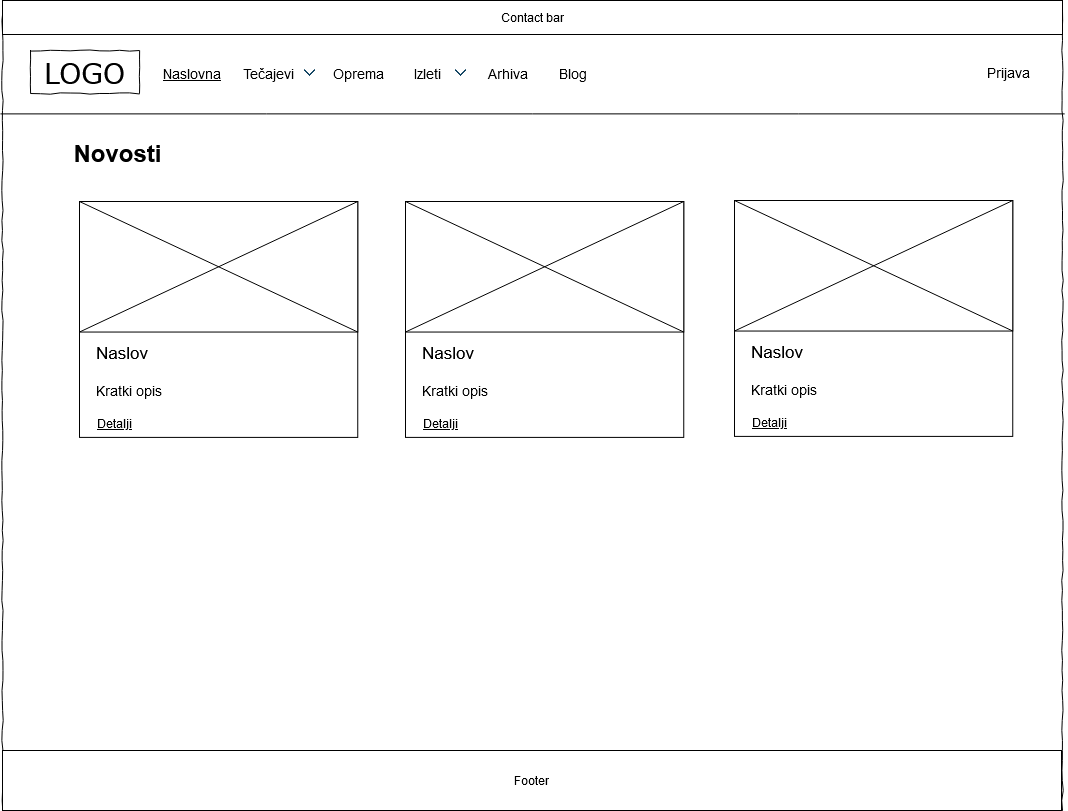 Contact bar
LOGO
Naslovna Tečajevi Oprema Izleti Arhiva Blog Prijava
Novosti
Naslov Naslov Naslov
Kratki opis Kratki opis Kratki opis
Detalji Detalji Detalji
Footer